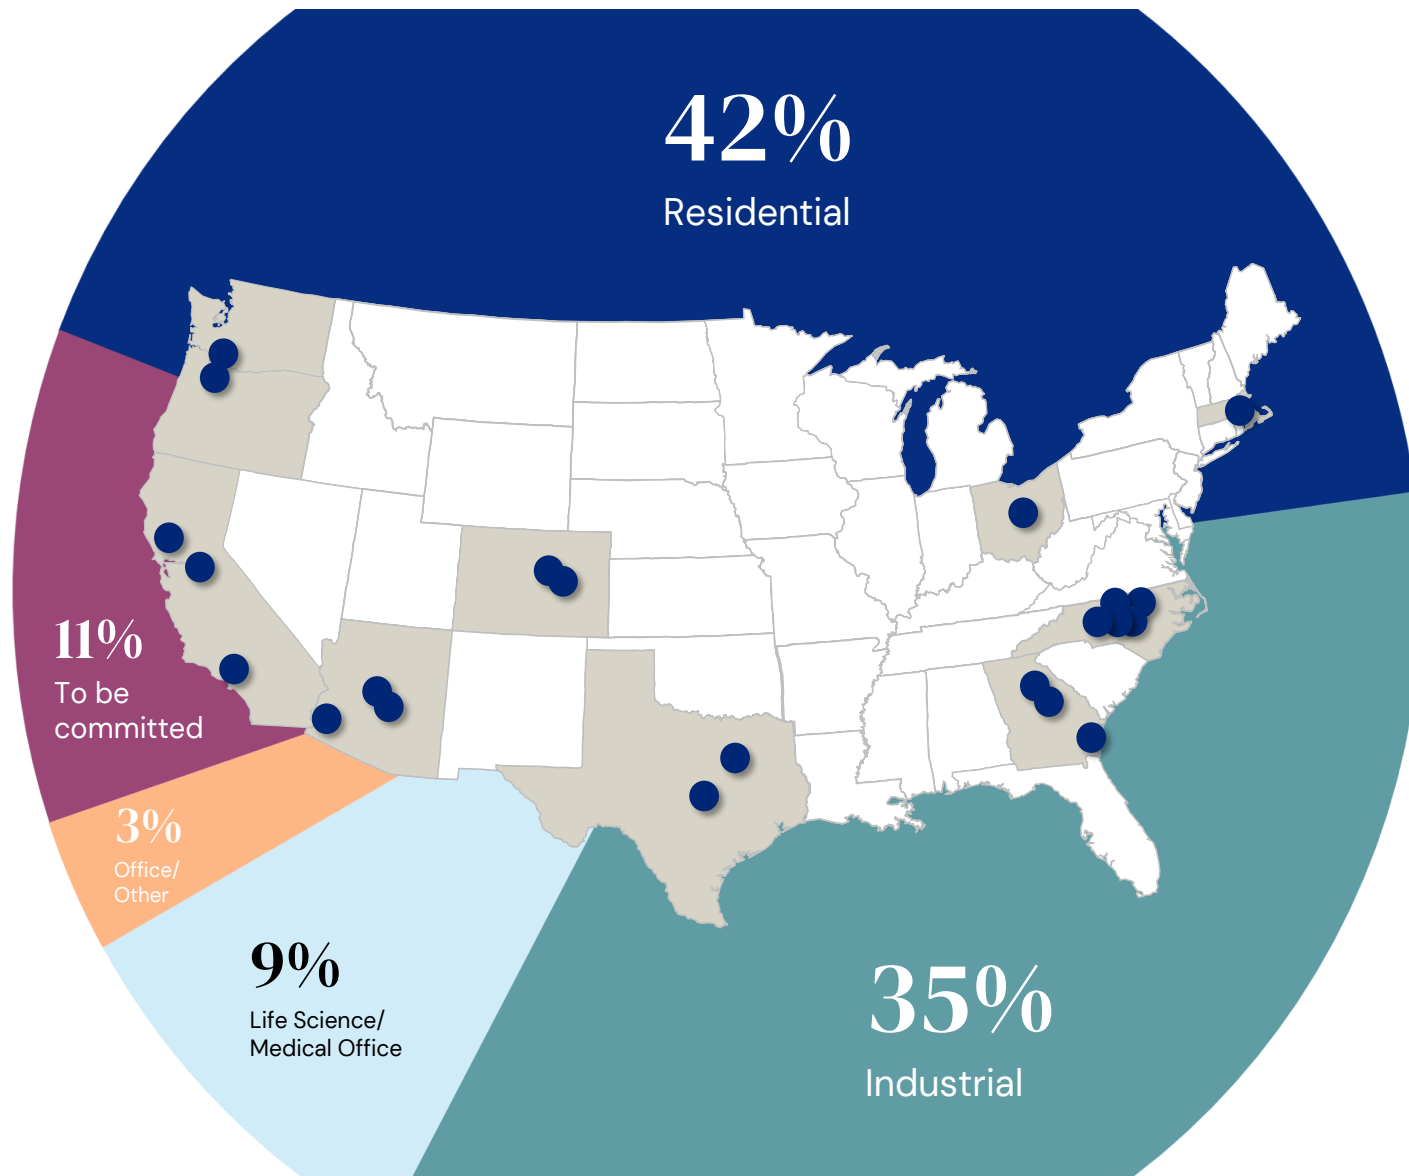 42%
Residential
11%
To be
committed
3%
Office/
Other
9%
Life Science/
Medical Office
35%
Industrial